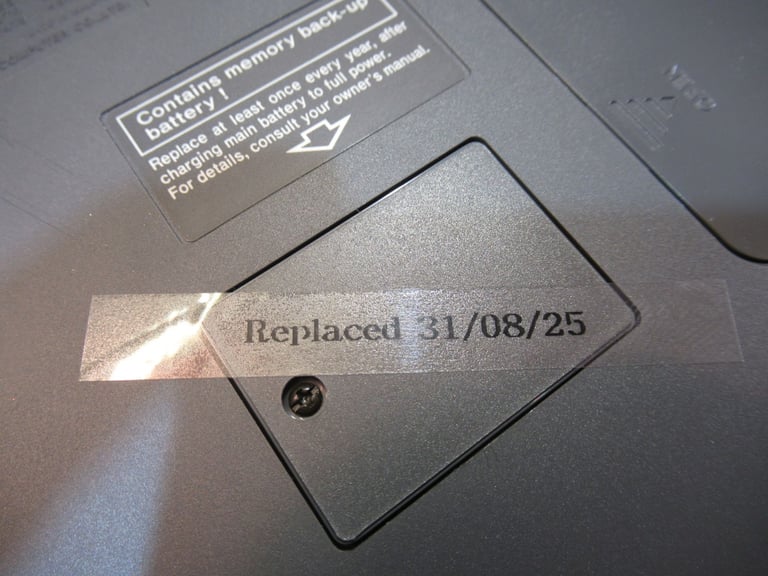 Contains memory back-up
battery !
Replace at least once every year, after
charging main battery to full power.
For details, consult your owner's manual.
Replaced 31/08/25